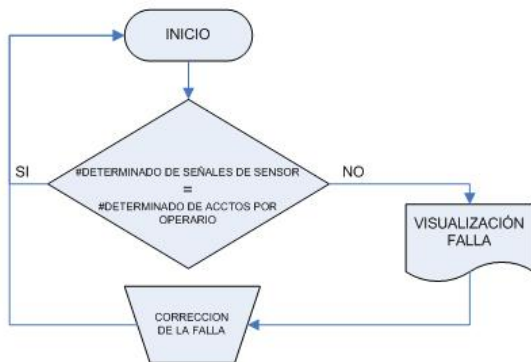 INICIO
SI
#DETERMINADO DE SEÑALES DE SENSOR
=
#DETERMINADO DE ACCTOS POR
OPERARIO
NO
VISUALIZACIÓN
FALLA
CORRECCION
DE LA FALLA